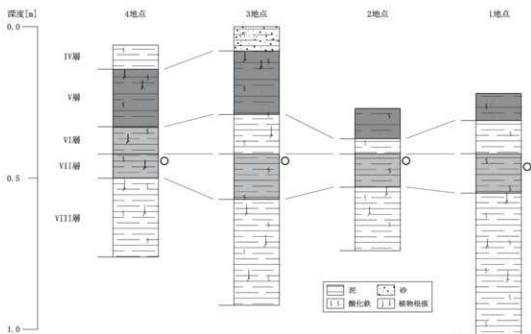 深度[m]
4地点
3地点
2地点
1地点
0.0
IV層
V層
VI層
VII層
0.5
VIII層
泥
砂
酸化鉄
植物根痕
1.0